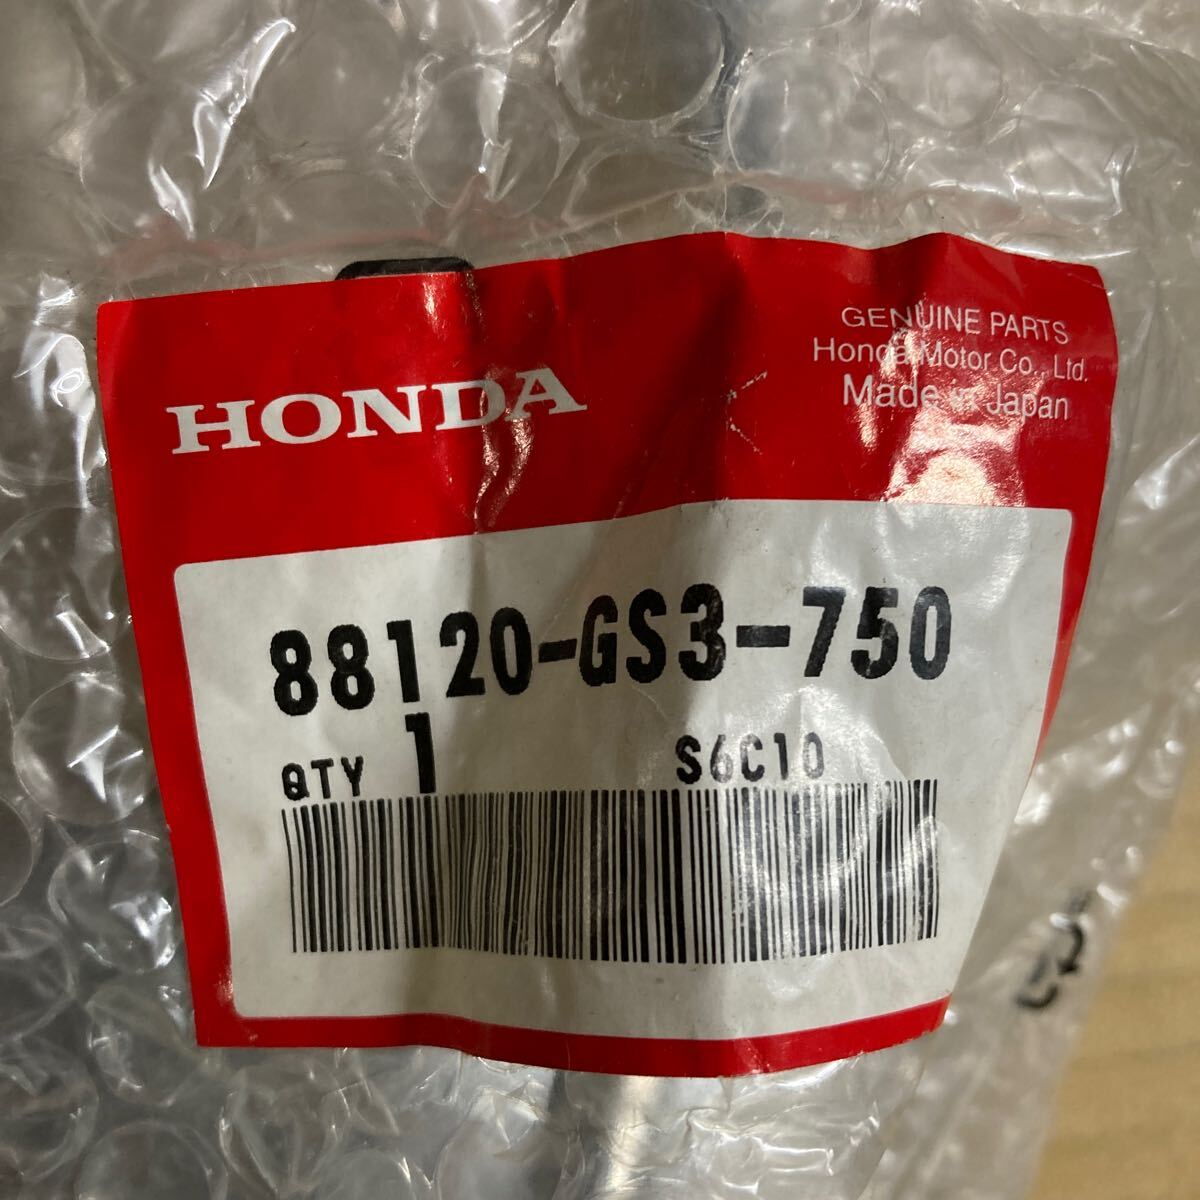 HONDA
GENUINE PARTS
Honda Motor Co., Ltd.
Made in Japan
88120-GS3-750
QTY 1 S6C10